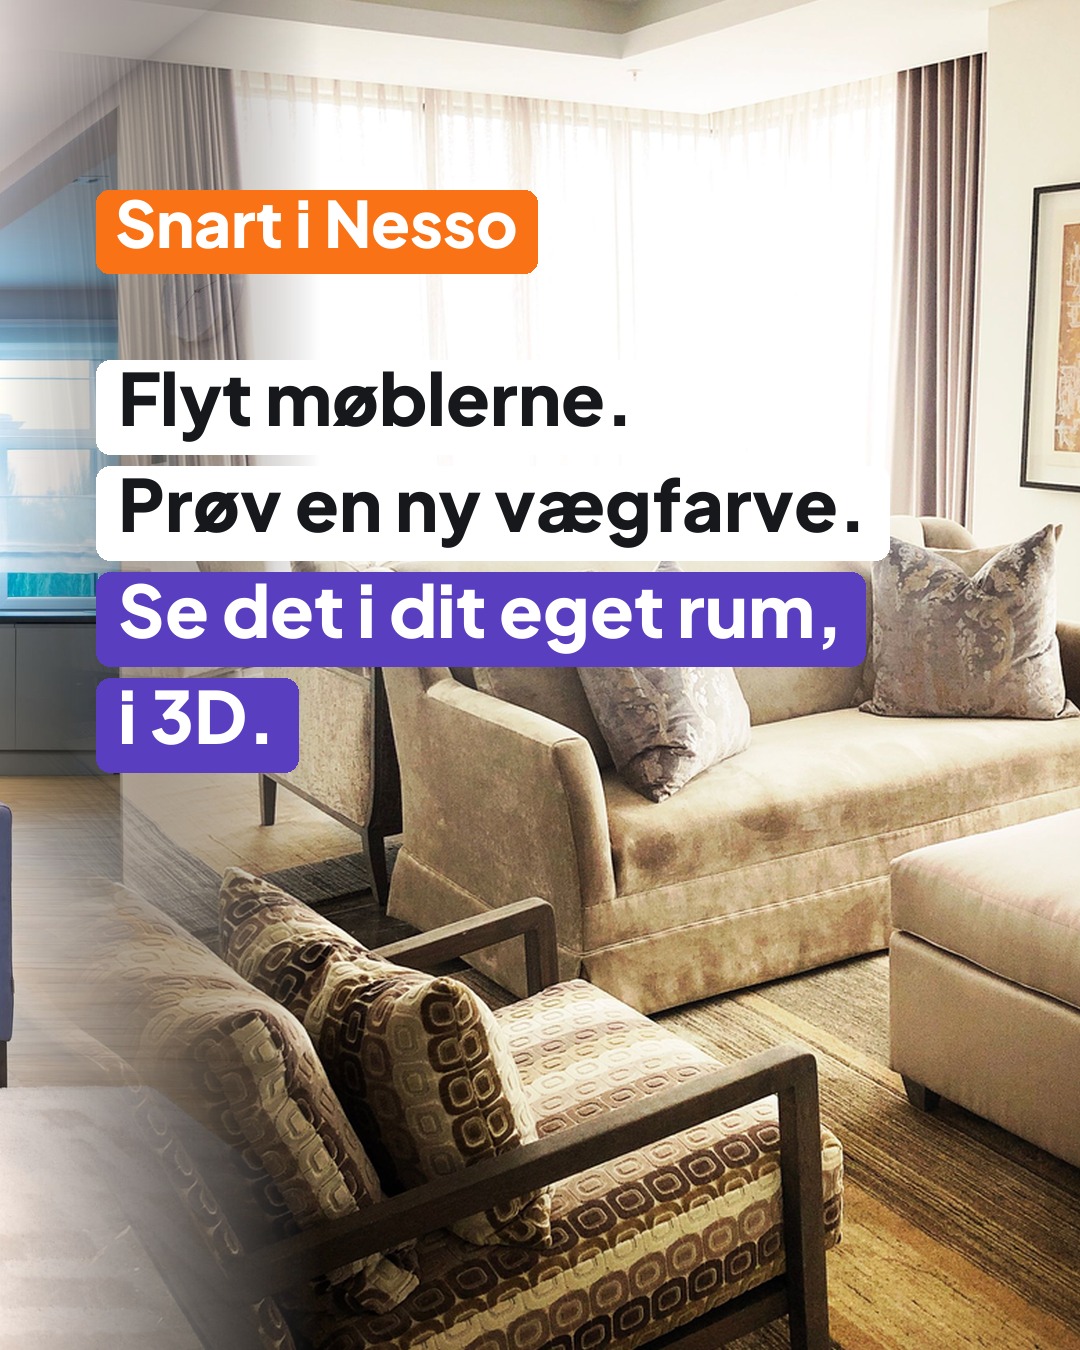 Snart i Nesso
Flyt møblerne.
Prøv en ny vægfarve.
Se det i dit eget rum,
i 3D.